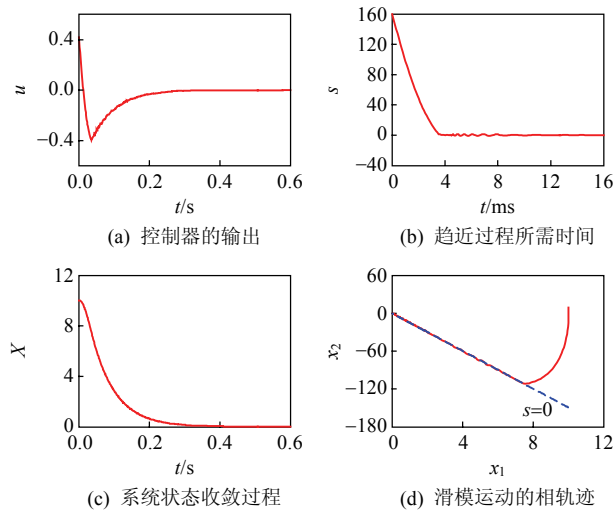 0.4
0.0
−0.4
u
0.0
0.2
0.4
0.6
t/s
(a) 控制器的输出
160
120
80
40
0
−40
s
0
4
8
12
16
t/ms
(b) 趋近过程所需时间
12
8
4
0
X
0.0
0.2
0.4
0.6
t/s
(c) 系统状态收敛过程
60
0
−60
−120
−180
x2
s=0
0
4
8
12
x1
(d) 滑模运动的相轨迹